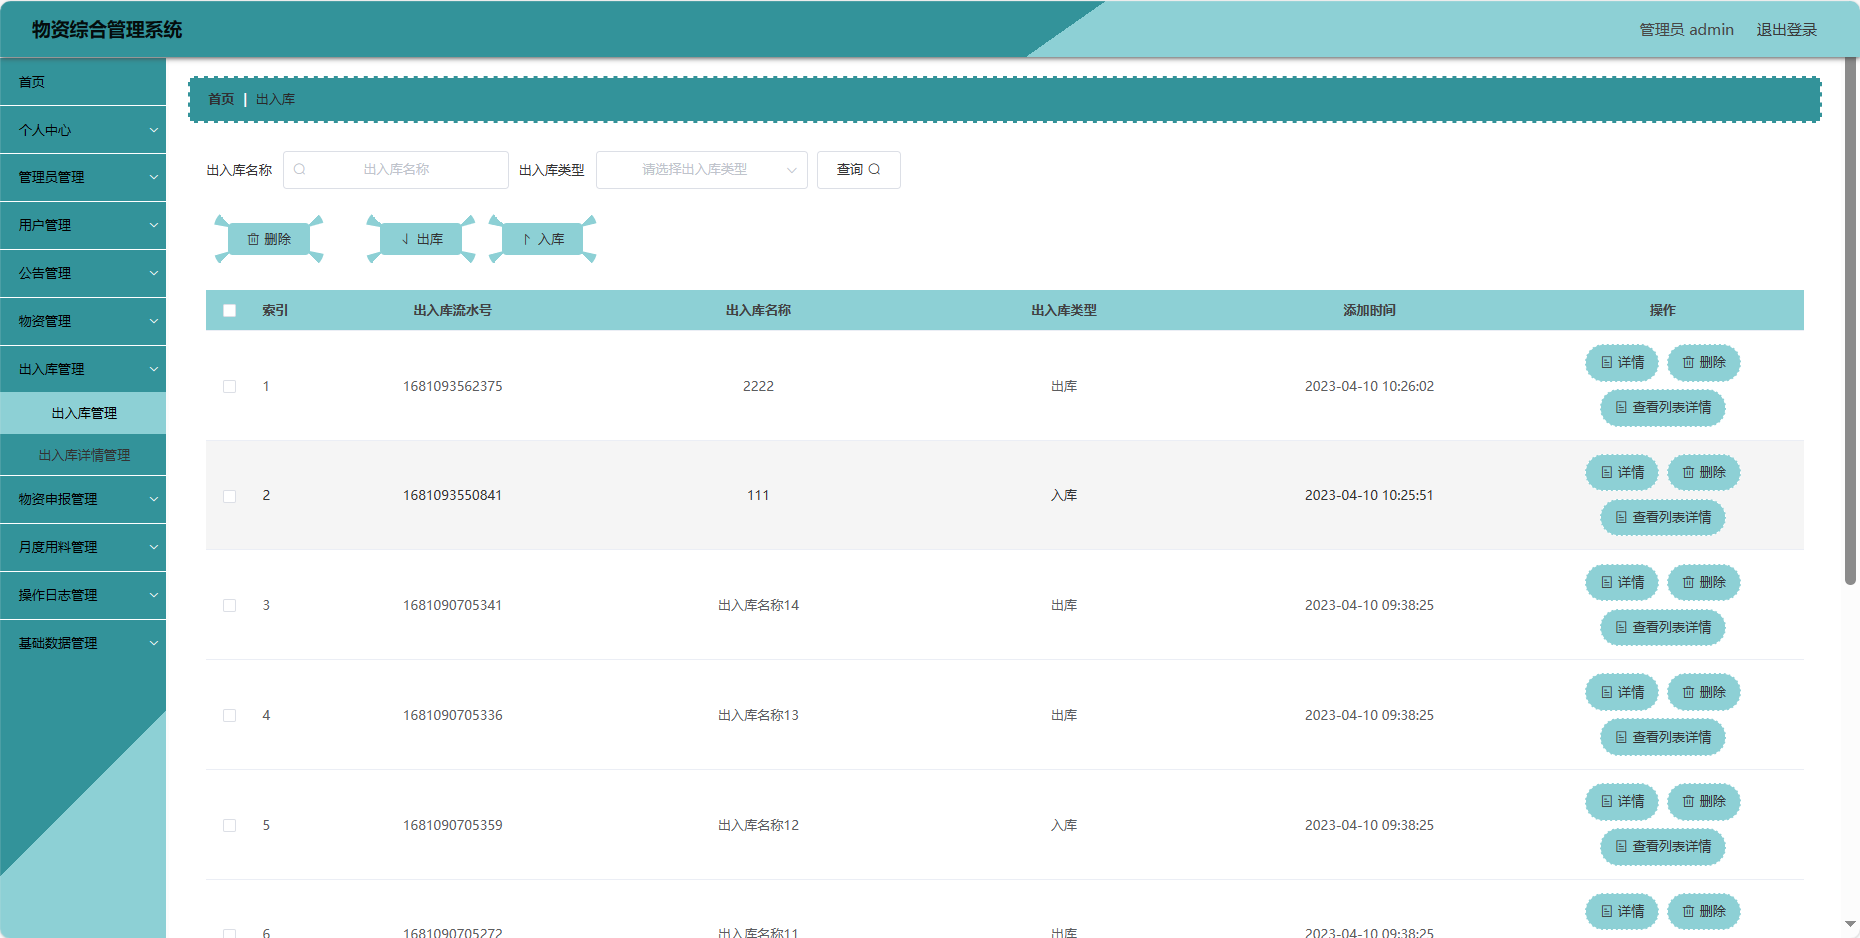 物资综合管理系统
管理员 admin 退出登录
首页
个人中心
管理员管理
用户管理
公告管理
物资管理
出入库管理
出入库管理
出入库详情管理
物资申报管理
月度用料管理
操作日志管理
基础数据管理
首页 | 出入库
出入库名称 出入库名称 出入库类型 请选择出入库类型 查询
删除 出库 入库
索引 出入库流水号 出入库名称 出入库类型 添加时间 操作
1 1681093562375 2222 出库 2023-04-10 10:26:02 详情 删除
查看列表详情
2 1681093550841 111 入库 2023-04-10 10:25:51 详情 删除
查看列表详情
3 1681090705341 出入库名称14 出库 2023-04-10 09:38:25 详情 删除
查看列表详情
4 1681090705336 出入库名称13 出库 2023-04-10 09:38:25 详情 删除
查看列表详情
5 1681090705359 出入库名称12 入库 2023-04-10 09:38:25 详情 删除
查看列表详情
6 1681090705272 出入库名称11 出库 2023-04-10 09:38:25 详情 删除